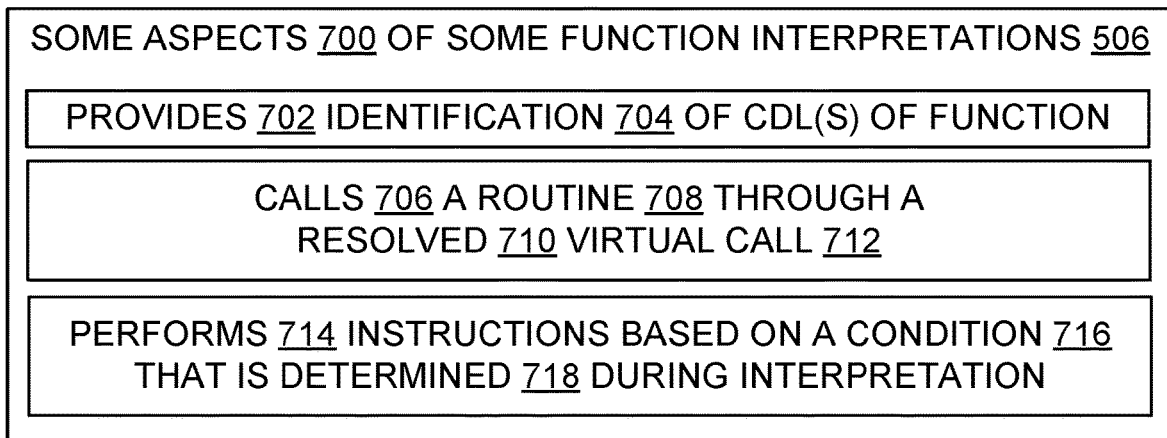 SOME ASPECTS 700 OF SOME FUNCTION INTERPRETATIONS 506
PROVIDES 702 IDENTIFICATION 704 OF CDL(S) OF FUNCTION
CALLS 706 A ROUTINE 708 THROUGH A
RESOLVED 710 VIRTUAL CALL 712
PERFORMS 714 INSTRUCTIONS BASED ON A CONDITION 716
THAT IS DETERMINED 718 DURING INTERPRETATION